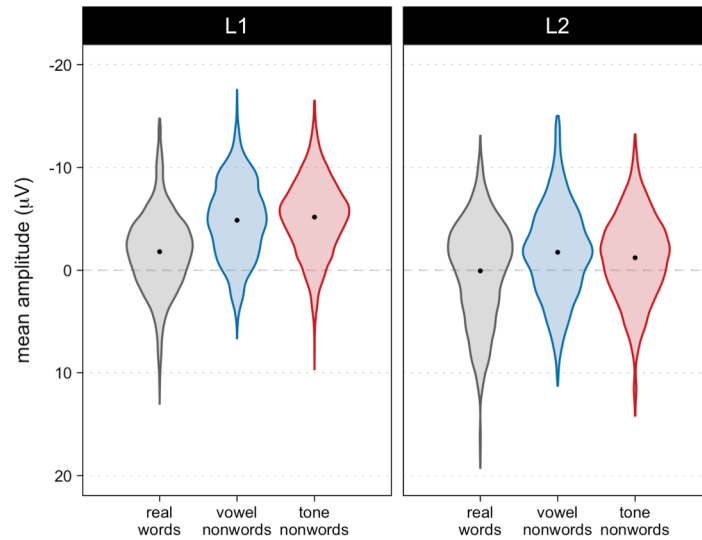 L1
L2
mean amplitude (μV)
-20
-10
0
10
20
real
words
vowel
nonwords
tone
nonwords
real
words
vowel
nonwords
tone
nonwords